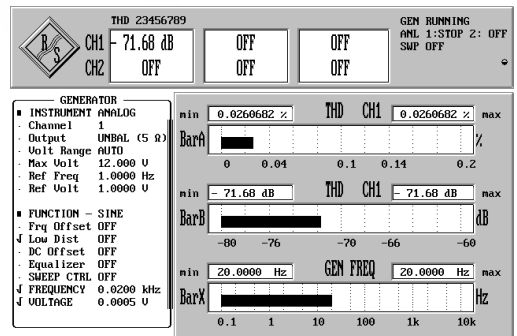 THD 23456789
GEN RUNNING
R S CH1 - 71.68 dB OFF OFF ANL 1:STOP 2: OFF
SWP OFF
CH2 OFF OFF OFF
GENERATOR
INSTRUMENT ANALOG
Channel 1
Output UNBAL (5 Ω)
Volt Range AUTO
Max Volt 12.000 V
Ref Freq 1.0000 Hz
Ref Volt 1.0000 V
FUNCTION - SINE
Frq Offset OFF
Low Dist OFF
DC Offset OFF
Equalizer OFF
SWEEP CTRL OFF
FREQUENCY 0.0200 kHz
VOLTAGE 0.0005 V
min 0.0260682 % THD CH1 0.0260682 % max
BarA %
0 0.04 0.1 0.14 0.2
min - 71.68 dB THD CH1 - 71.68 dB max
BarB dB
-80 -76 -70 -66 -60
min 20.0000 Hz GEN FREQ 20.0000 Hz max
BarX Hz
0.1 1 10 100 1k 10k